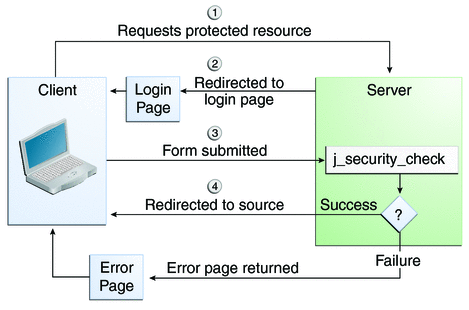 1
Requests protected resource
2
Client
Login
Page
Redirected to
login page
Server
3
Form submitted
j_security_check
4
Redirected to source
Success
?
Failure
Error
Page
Error page returned